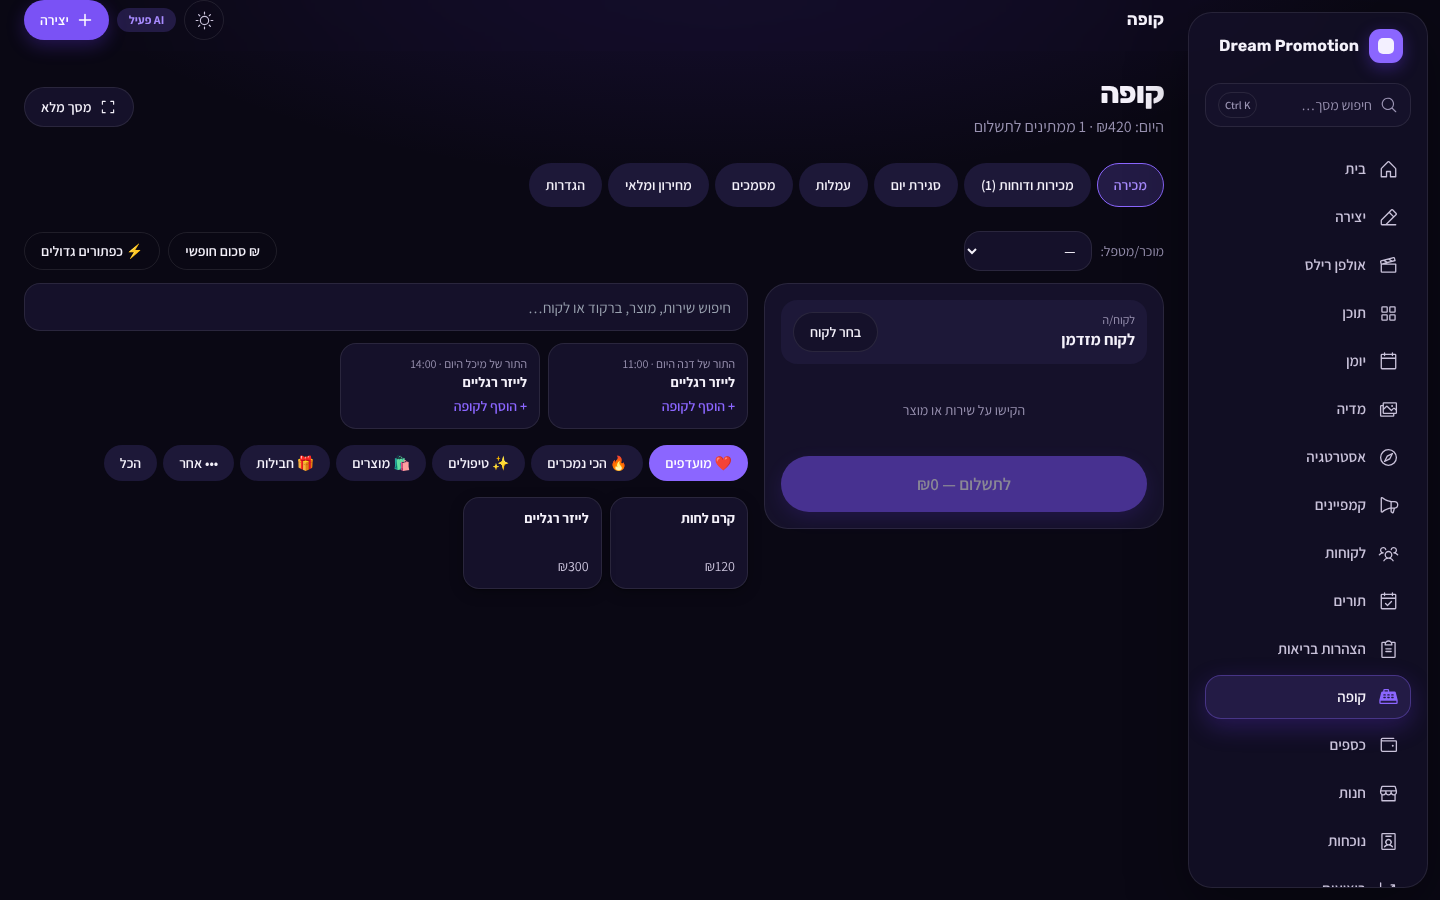 Dream Promotion
חיפוש מסך…
Ctrl K
בית
יצירה
אולפן רילס
תוכן
יומן
מדיה
אסטרטגיה
קמפיינים
לקוחות
תורים
הצהרות בריאות
קופה
כספים
חנות
נוכחות
קופה
AI פעיל
יצירה
קופה
היום: ₪420 · 1 ממתינים לתשלום
מסך מלא
מכירה
מכירות ודוחות (1)
סגירת יום
עמלות
מסמכים
מחירון ומלאי
הגדרות
מוכר/מטפל:
—
₪ סכום חופשי
⚡ כפתורים גדולים
לקוח/ה
לקוח מזדמן
בחר לקוח
הקישו על שירות או מוצר
לתשלום — ₪0
חיפוש שירות, מוצר, ברקוד או לקוח…
התור של דנה היום · 11:00
לייזר רגליים
+ הוסף לקופה
התור של מיכל היום · 14:00
לייזר רגליים
+ הוסף לקופה
❤️ מועדפים
🔥 הכי נמכרים
✨ טיפולים
🛍️ מוצרים
🎁 חבילות
••• אחר
הכל
קרם לחות
₪120
לייזר רגליים
₪300